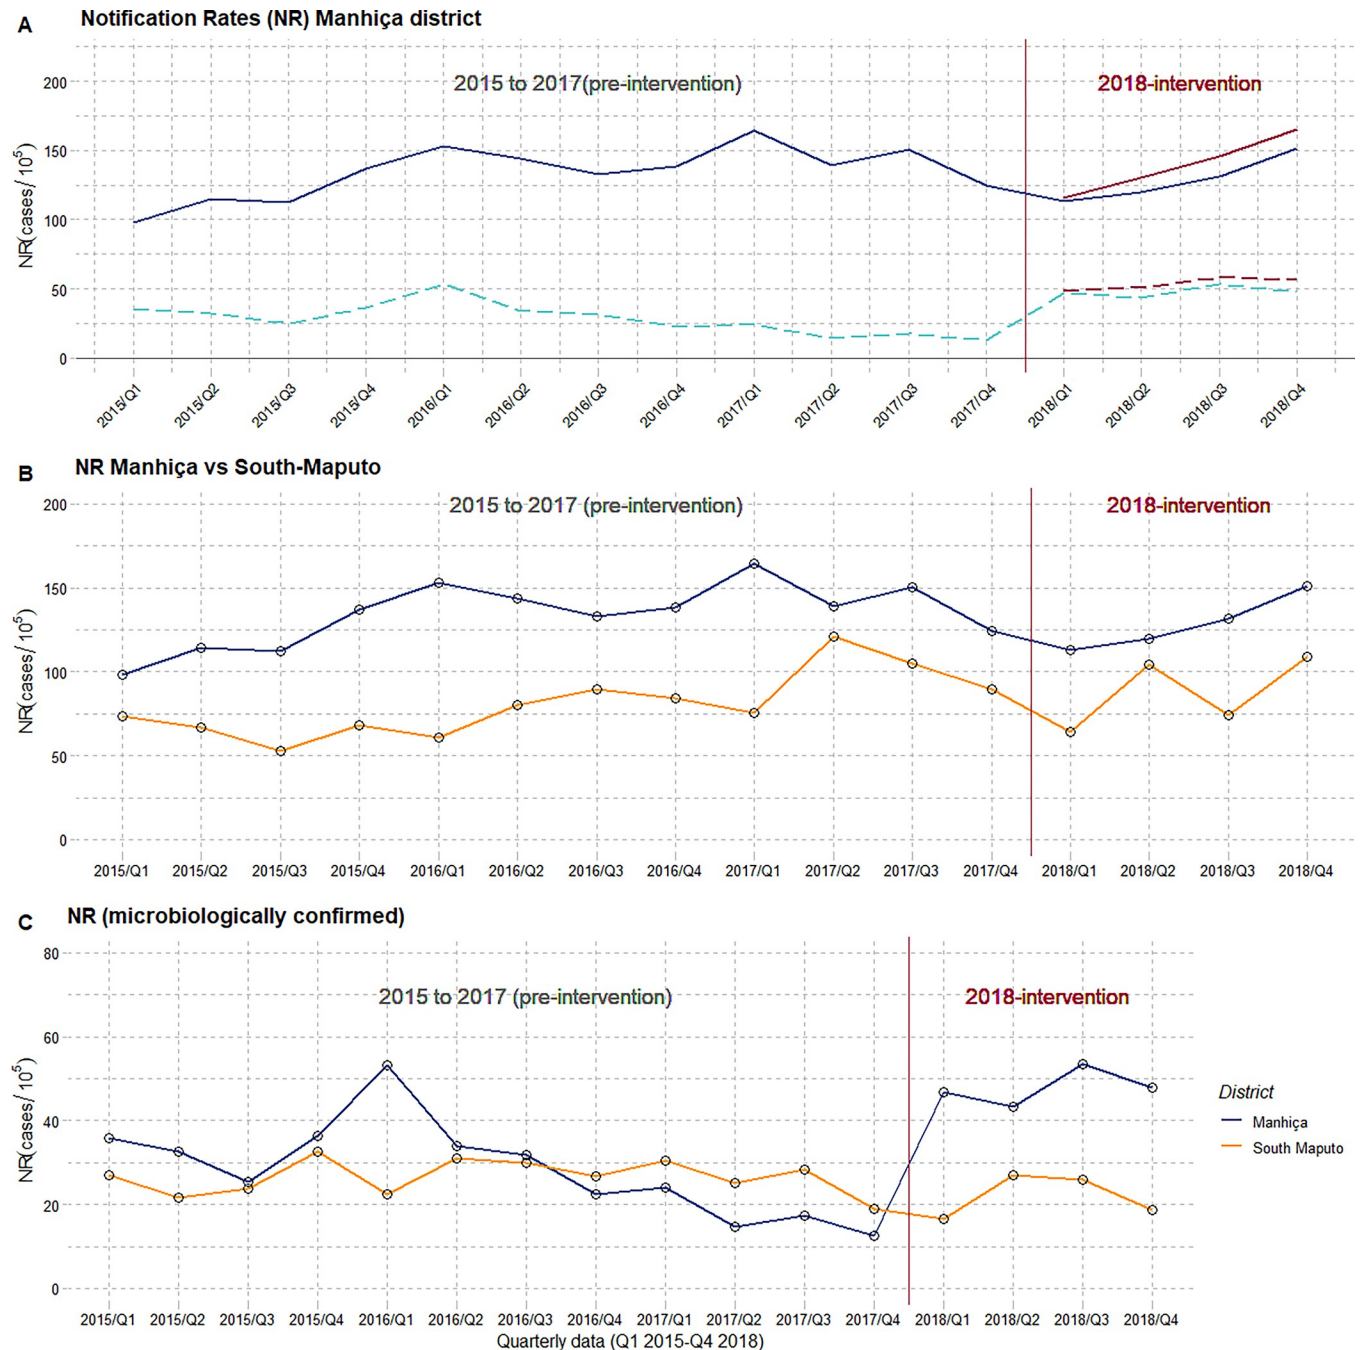 A
Notification Rates (NR) Manhiça district
2015 to 2017(pre-intervention)
2018-intervention
NR(cases/ 10⁵)
200
150
100
50
0
2015/Q1 2015/Q2 2015/Q3 2015/Q4 2016/Q1 2016/Q2 2016/Q3 2016/Q4 2017/Q1 2017/Q2 2017/Q3 2017/Q4 2018/Q1 2018/Q2 2018/Q3 2018/Q4
B
NR Manhiça vs South-Maputo
2015 to 2017 (pre-intervention)
2018-intervention
NR(cases/ 10⁵)
200
150
100
50
0
2015/Q1 2015/Q2 2015/Q3 2015/Q4 2016/Q1 2016/Q2 2016/Q3 2016/Q4 2017/Q1 2017/Q2 2017/Q3 2017/Q4 2018/Q1 2018/Q2 2018/Q3 2018/Q4
C
NR (microbiologically confirmed)
2015 to 2017 (pre-intervention)
2018-intervention
NR(cases/ 10⁵)
80
60
40
20
0
2015/Q1 2015/Q2 2015/Q3 2015/Q4 2016/Q1 2016/Q2 2016/Q3 2016/Q4 2017/Q1 2017/Q2 2017/Q3 2017/Q4 2018/Q1 2018/Q2 2018/Q3 2018/Q4
Quarterly data (Q1 2015-Q4 2018)
District
Manhiça
South Maputo